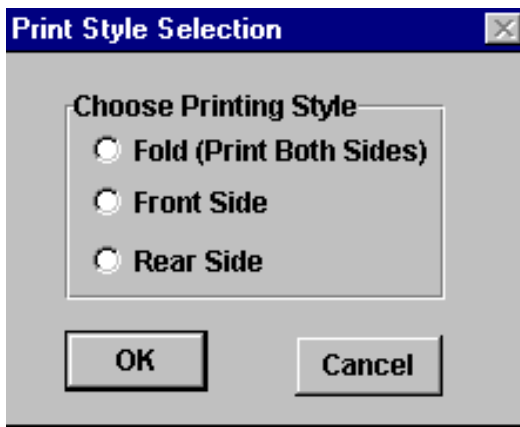 Print Style Selection
Choose Printing Style
Fold (Print Both Sides)
Front Side
Rear Side
OK
Cancel